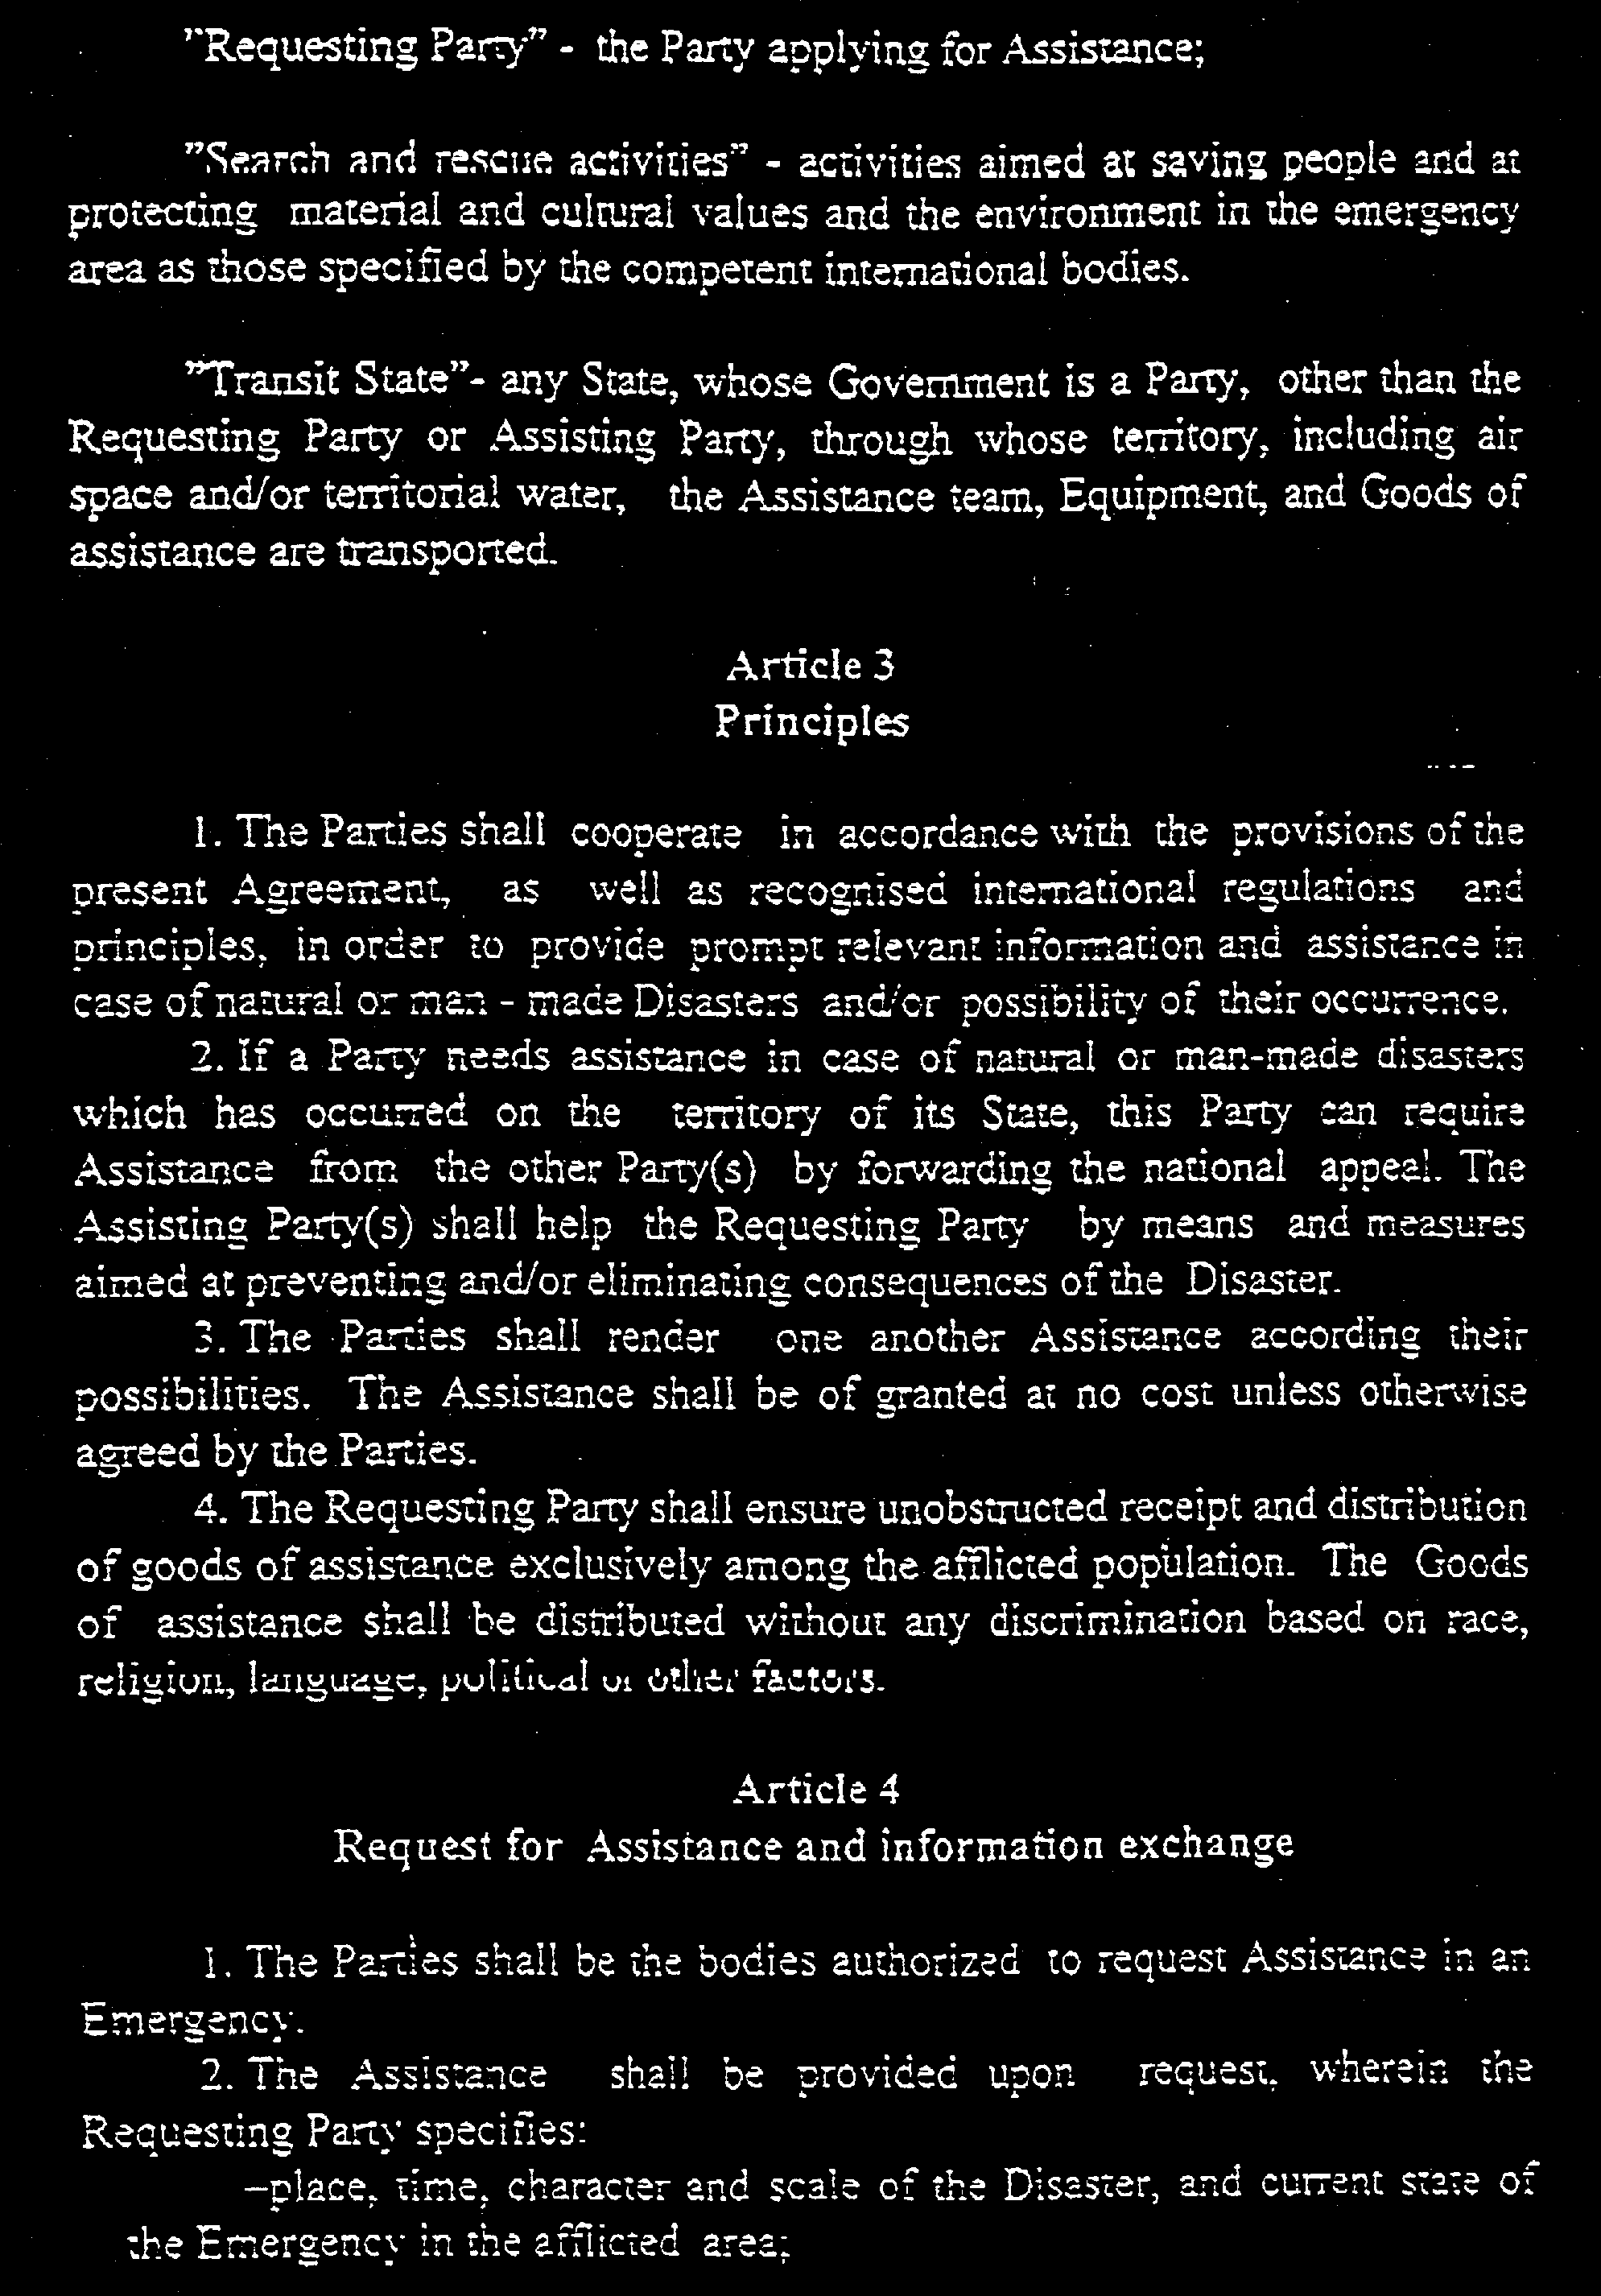 "Requesting Party" - the Party applying for Assistance;
"Search and rescue activities" - activities aimed at saving people and at
protecting material and cultural values and the environment in the emergency
area as those specified by the competent international bodies.
"Transit State"- any State, whose Government is a Party, other than the
Requesting Party or Assisting Party, through whose territory, including air
space and/or territorial water, the Assistance team, Equipment, and Goods of
assistance are transported.
Article 3
Principles
1. The Parties shall cooperate in accordance with the provisions of the
present Agreement, as well as recognised international regulations and
principles, in order to provide prompt relevant information and assistance in
case of natural or man - made Disasters and/or possibility of their occurrence.
2. If a Party needs assistance in case of natural or man-made disasters
which has occurred on the territory of its State, this Party can require
Assistance from the other Party(s) by forwarding the national appeal. The
Assisting Party(s) shall help the Requesting Party by means and measures
aimed at preventing and/or eliminating consequences of the Disaster.
3. The Parties shall render one another Assistance according their
possibilities. The Assistance shall be of granted at no cost unless otherwise
agreed by the Parties.
4. The Requesting Party shall ensure unobstructed receipt and distribution
of goods of assistance exclusively among the afflicted population. The Goods
of assistance shall be distributed without any discrimination based on race,
religion, language, political or other factors.
Article 4
Request for Assistance and information exchange
1. The Parties shall be the bodies authorized to request Assistance in an
Emergency.
2. The Assistance shall be provided upon request, wherein the
Requesting Party specifies:
–place, time, character and scale of the Disaster, and current state of
the Emergency in the afflicted area;